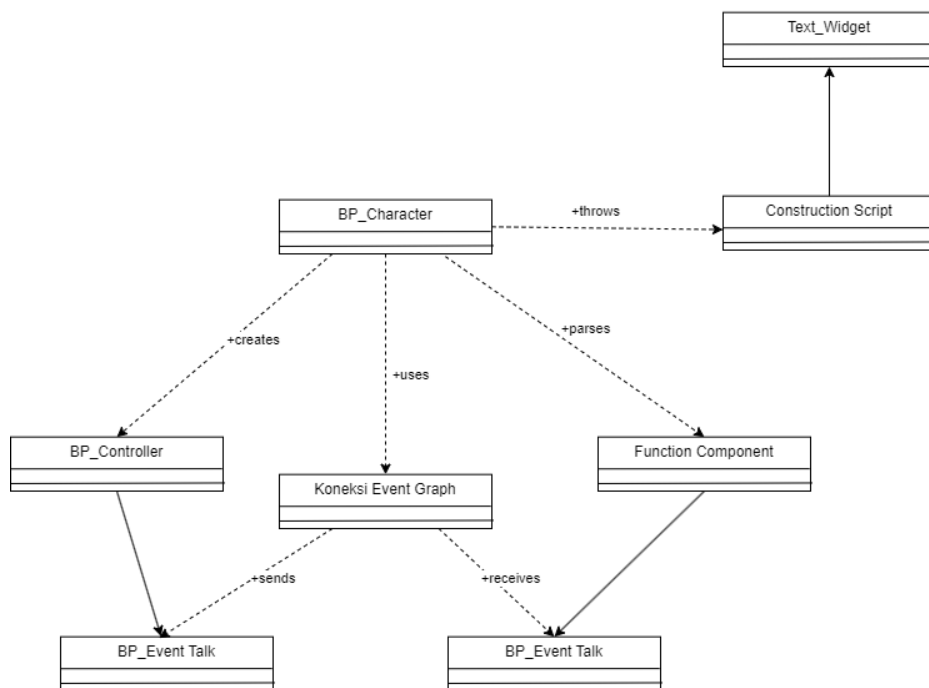 Text_Widget
BP_Character
+throws
Construction Script
+creates
+parses
+uses
BP_Controller
Function Component
Koneksi Event Graph
+sends
+receives
BP_Event Talk
BP_Event Talk